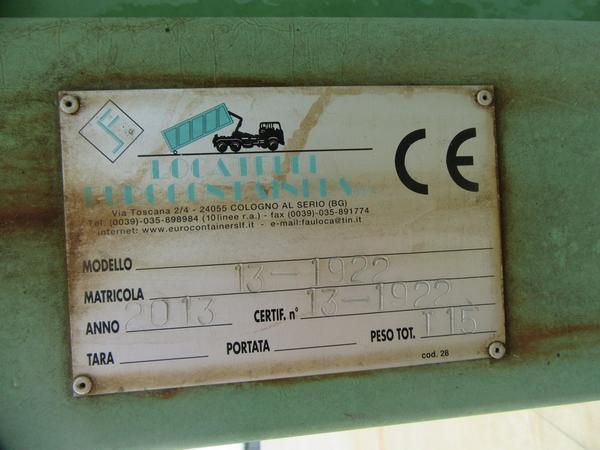 LOCATELLI
EUROCONTAINERS
Via Toscana 2/4 - 24055 COLOGNO AL SERIO (BG)
Tel. (0039)-035-898984 (10linee r.a.) - fax (0039)-035-891774
internet: www.eurocontainerslf.it - e-mail:fauloca@tin.it
CE
MODELLO
MATRICOLA 13-1922
ANNO 2013 CERTIF. n° 13-1922
TARA PORTATA PESO TOT. 115
cod. 28